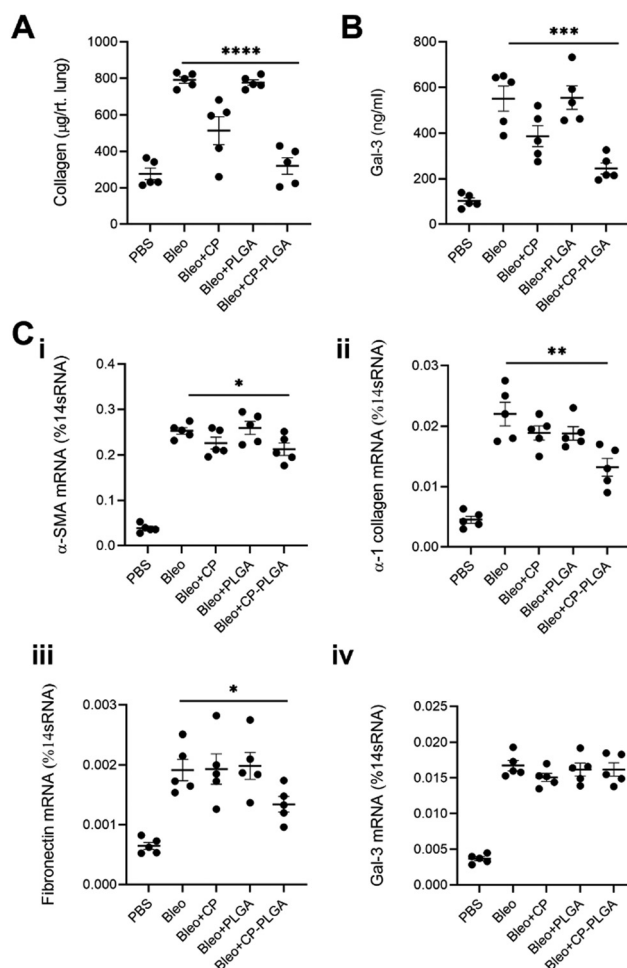 A
Collagen (µg/rt. lung)
1000
800
600
400
200
0
****
PBS
Bleo
Bleo+CP
Bleo+PLGA
Bleo+CP-PLGA
B
Gal-3 (ng/ml)
800
600
400
200
0
***
PBS
Bleo
Bleo+CP
Bleo+PLGA
Bleo+CP-PLGA
C
i
α-SMA mRNA (%14sRNA)
0.4
0.3
0.2
0.1
0.0
*
PBS
Bleo
Bleo+CP
Bleo+PLGA
Bleo+CP-PLGA
ii
α-1 collagen mRNA (%14sRNA)
0.03
0.02
0.01
0.00
**
PBS
Bleo
Bleo+CP
Bleo+PLGA
Bleo+CP-PLGA
iii
Fibronectin mRNA (%14sRNA)
0.003
0.002
0.001
0.000
*
PBS
Bleo
Bleo+CP
Bleo+PLGA
Bleo+CP-PLGA
iv
Gal-3 mRNA (%14sRNA)
0.025
0.020
0.015
0.010
0.005
0.000
PBS
Bleo
Bleo+CP
Bleo+PLGA
Bleo+CP-PLGA